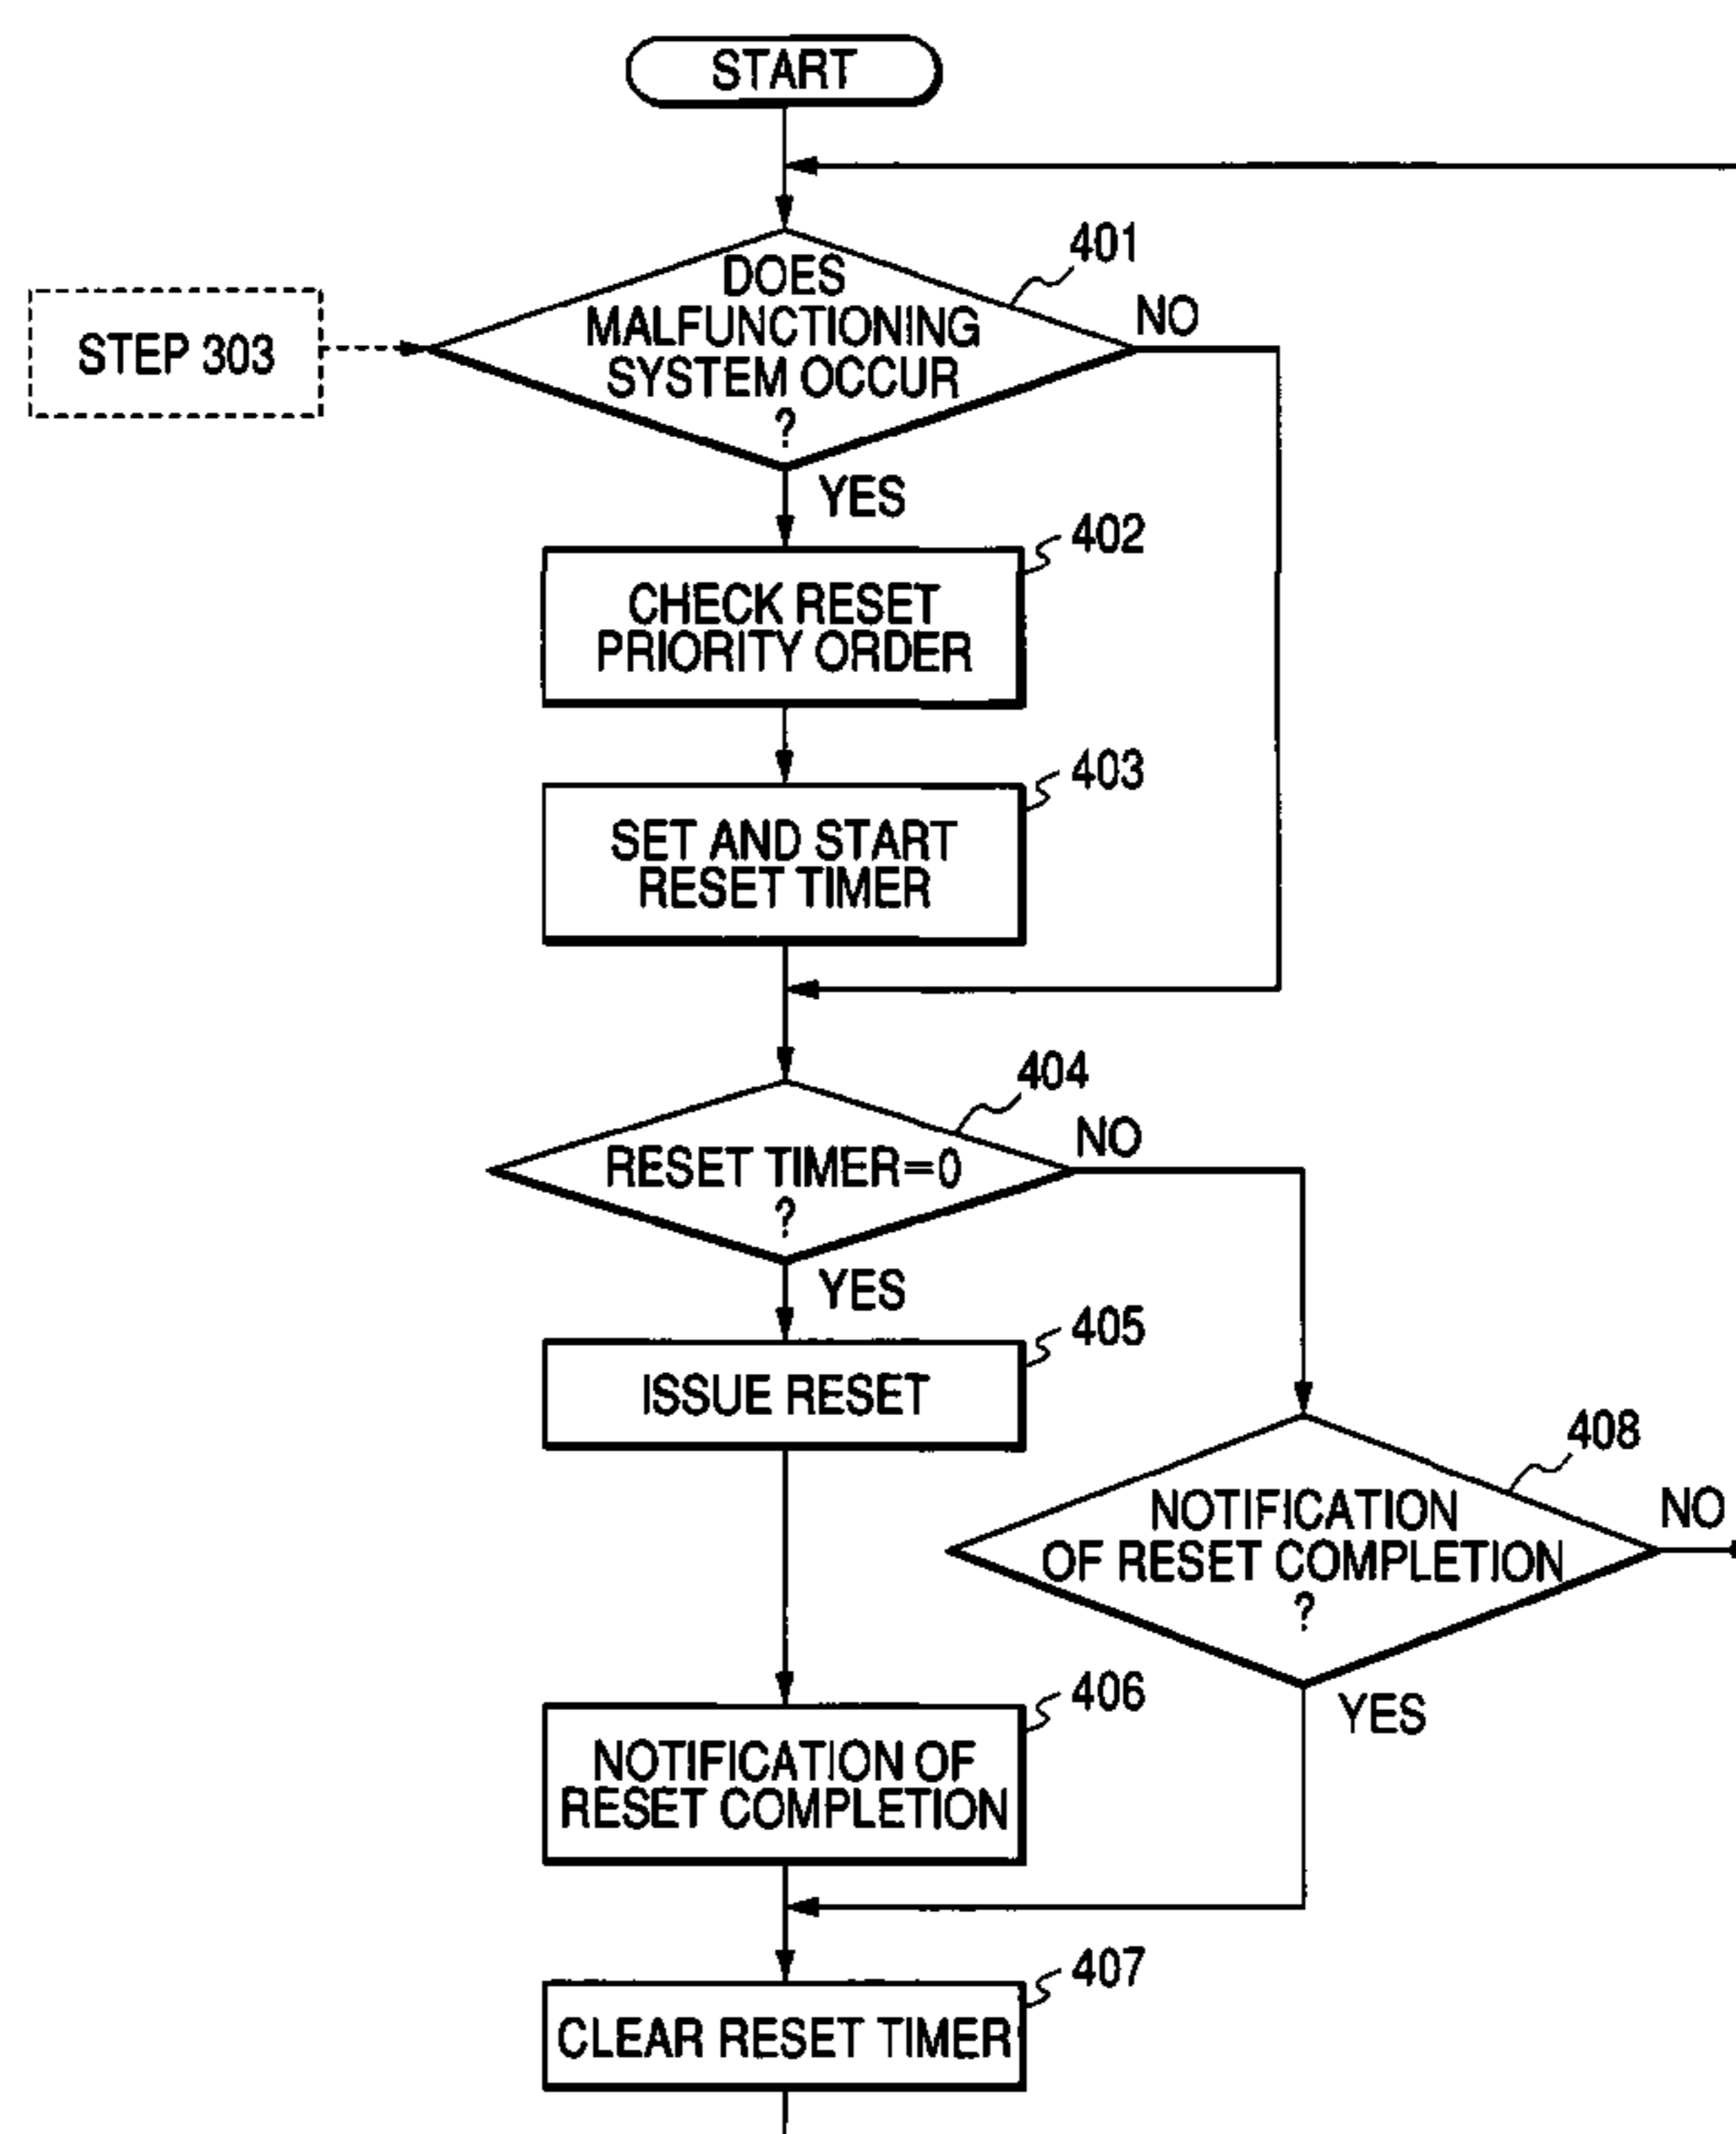 START
401
DOES
MALFUNCTIONING
SYSTEM OCCUR
?
NO
STEP 303
YES
402
CHECK RESET
PRIORITY ORDER
403
SET AND START
RESET TIMER
404
RESET TIMER=0
?
NO
YES
405
ISSUE RESET
408
NOTIFICATION
OF RESET COMPLETION
?
NO
YES
406
NOTIFICATION OF
RESET COMPLETION
407
CLEAR RESET TIMER